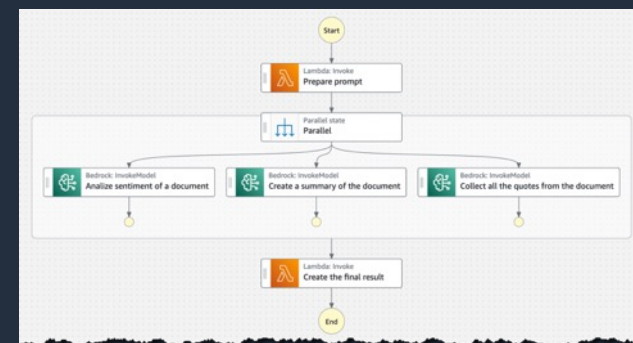 Start
Lambda: Invoke
Prepare prompt
Parallel state
Parallel
Bedrock: InvokeModel
Analize sentiment of a document
Bedrock: InvokeModel
Create a summary of the document
Bedrock: InvokeModel
Collect all the quotes from the document
Lambda: Invoke
Create the final result
End